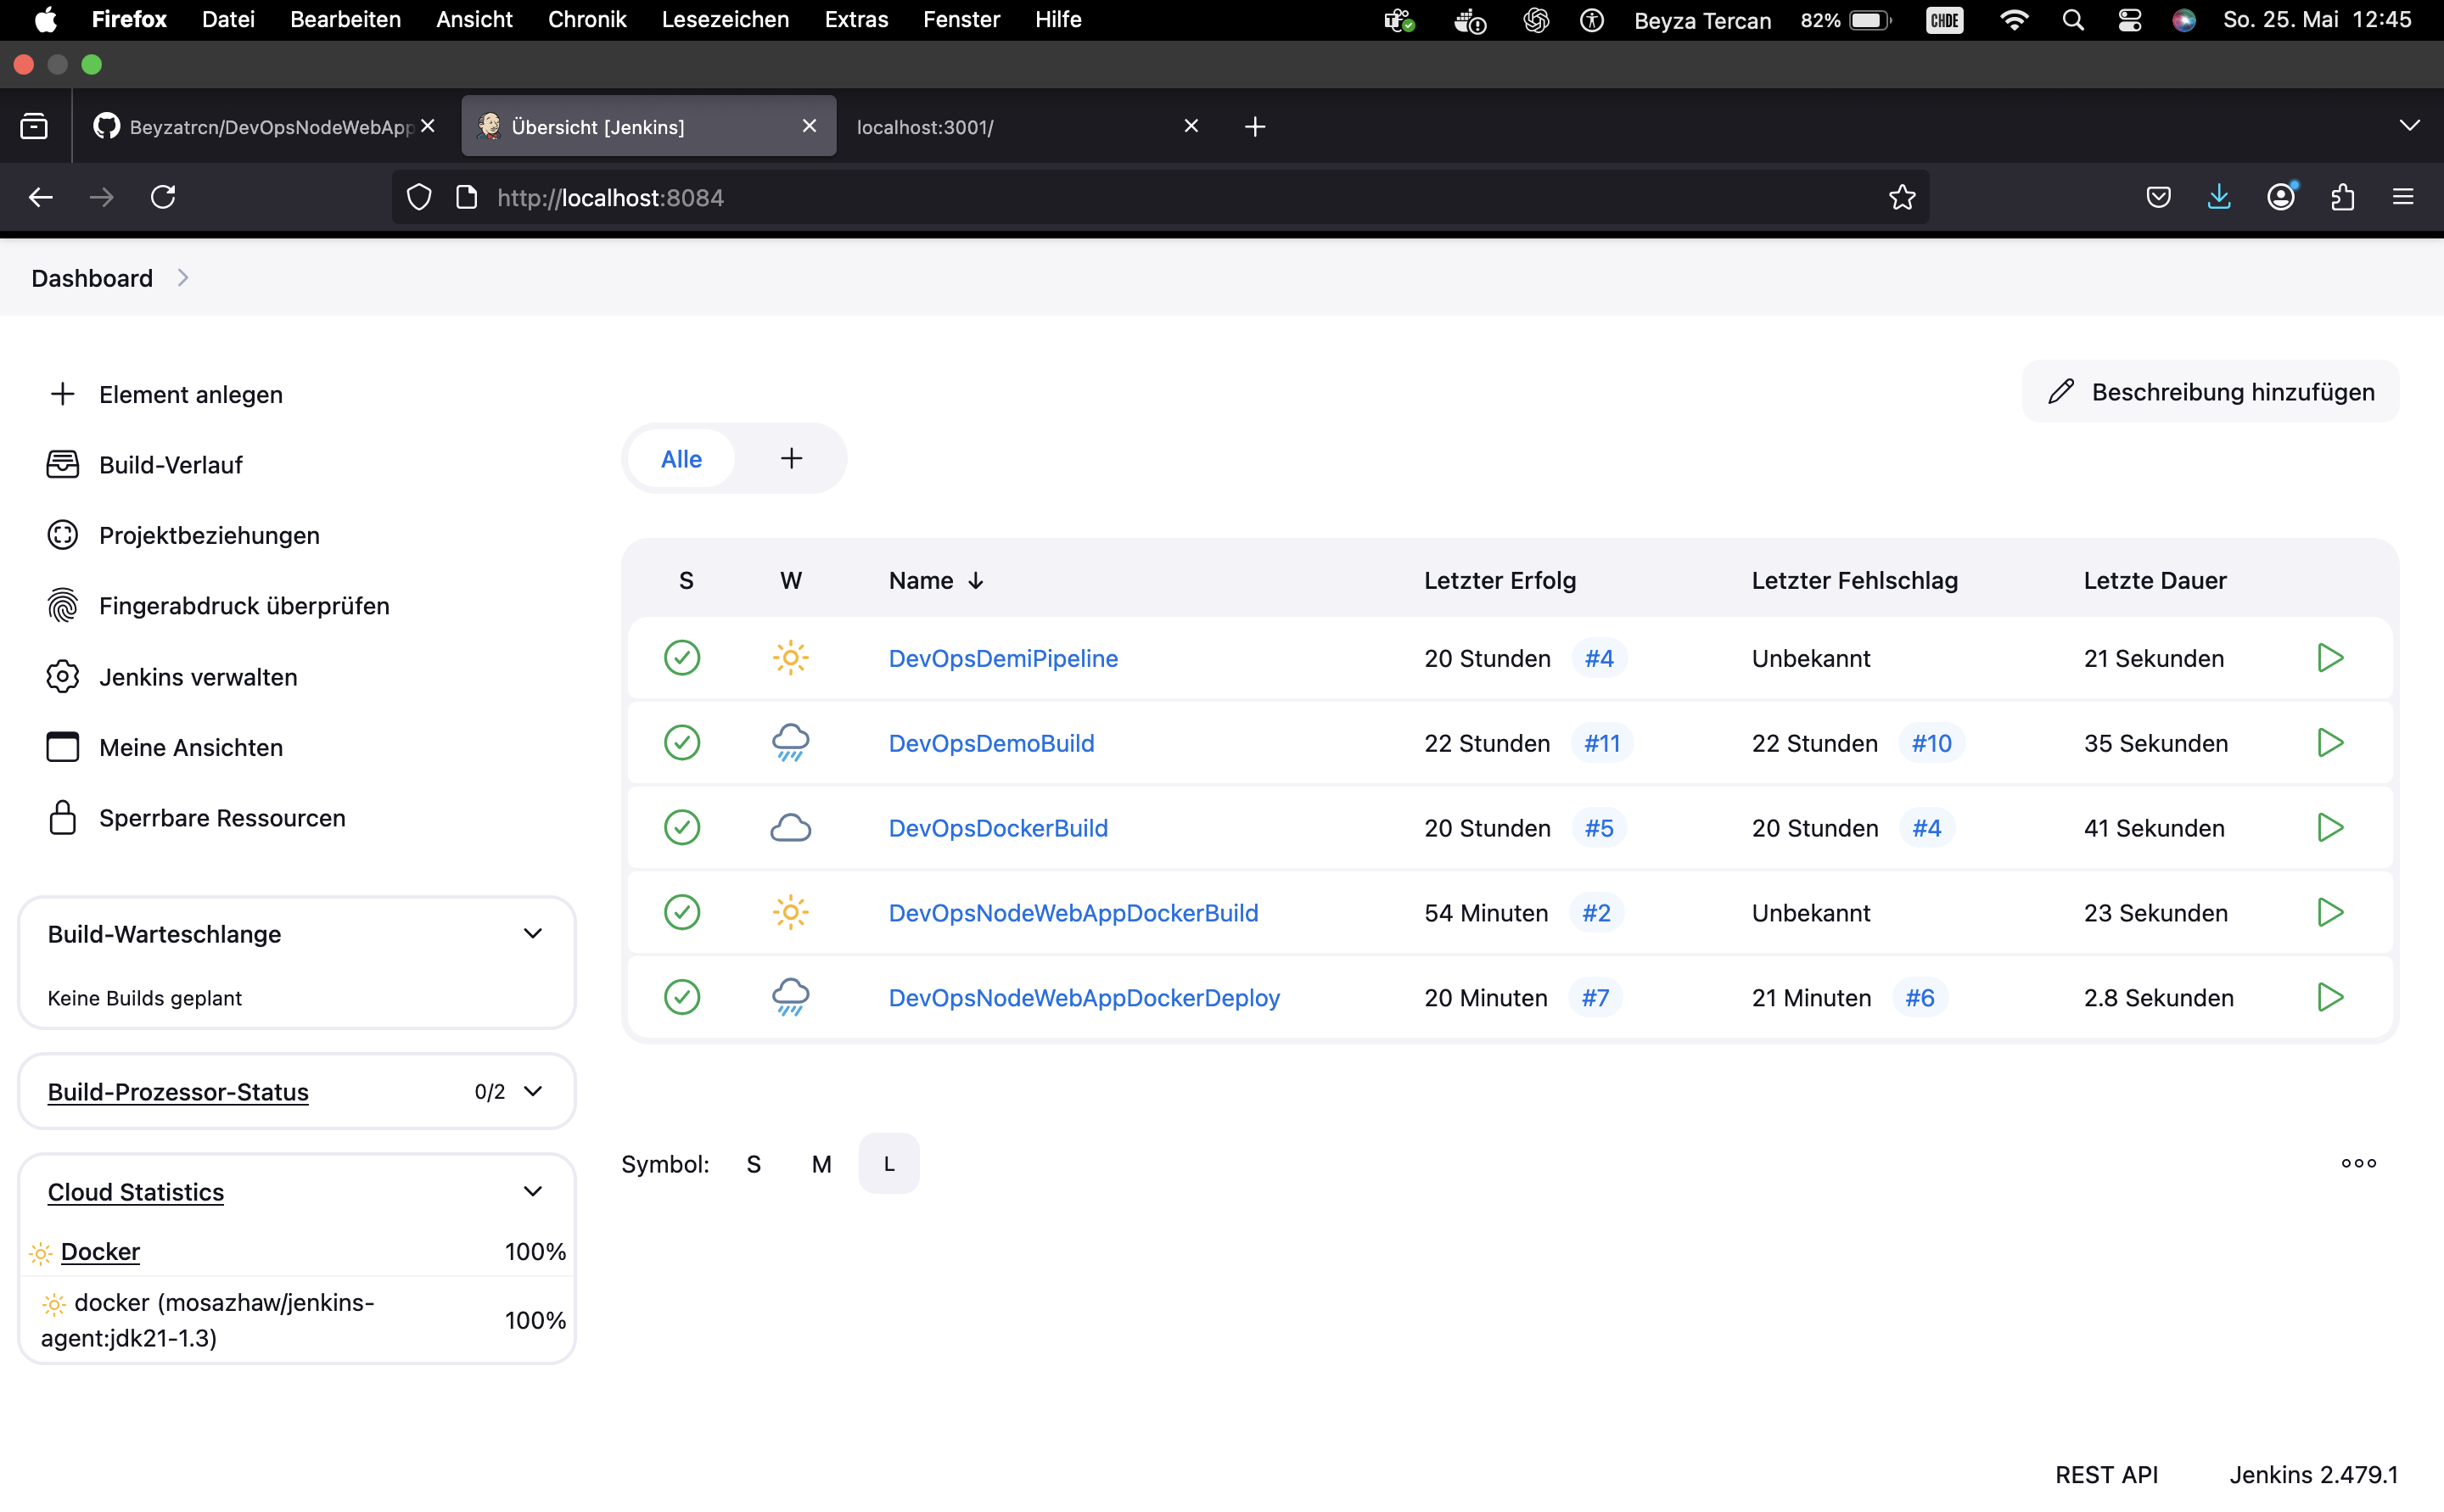 Firefox Datei Bearbeiten Ansicht Chronik Lesezeichen Extras Fenster Hilfe Beyza Tercan 82% CHDE So. 25. Mai 12:45
Beyzatrcn/DevOpsNodeWebApp Übersicht [Jenkins] localhost:3001/
http://localhost:8084
Dashboard
Element anlegen
Build-Verlauf
Projektbeziehungen
Fingerabdruck überprüfen
Jenkins verwalten
Meine Ansichten
Sperrbare Ressourcen
Build-Warteschlange
Keine Builds geplant
Build-Prozessor-Status 0/2
Cloud Statistics
Docker 100%
docker (mosazhaw/jenkins-
agent:jdk21-1.3) 100%
Beschreibung hinzufügen
Alle
S W Name Letzter Erfolg Letzter Fehlschlag Letzte Dauer
DevOpsDemiPipeline 20 Stunden #4 Unbekannt 21 Sekunden
DevOpsDemoBuild 22 Stunden #11 22 Stunden #10 35 Sekunden
DevOpsDockerBuild 20 Stunden #5 20 Stunden #4 41 Sekunden
DevOpsNodeWebAppDockerBuild 54 Minuten #2 Unbekannt 23 Sekunden
DevOpsNodeWebAppDockerDeploy 20 Minuten #7 21 Minuten #6 2.8 Sekunden
Symbol: S M L
REST API Jenkins 2.479.1